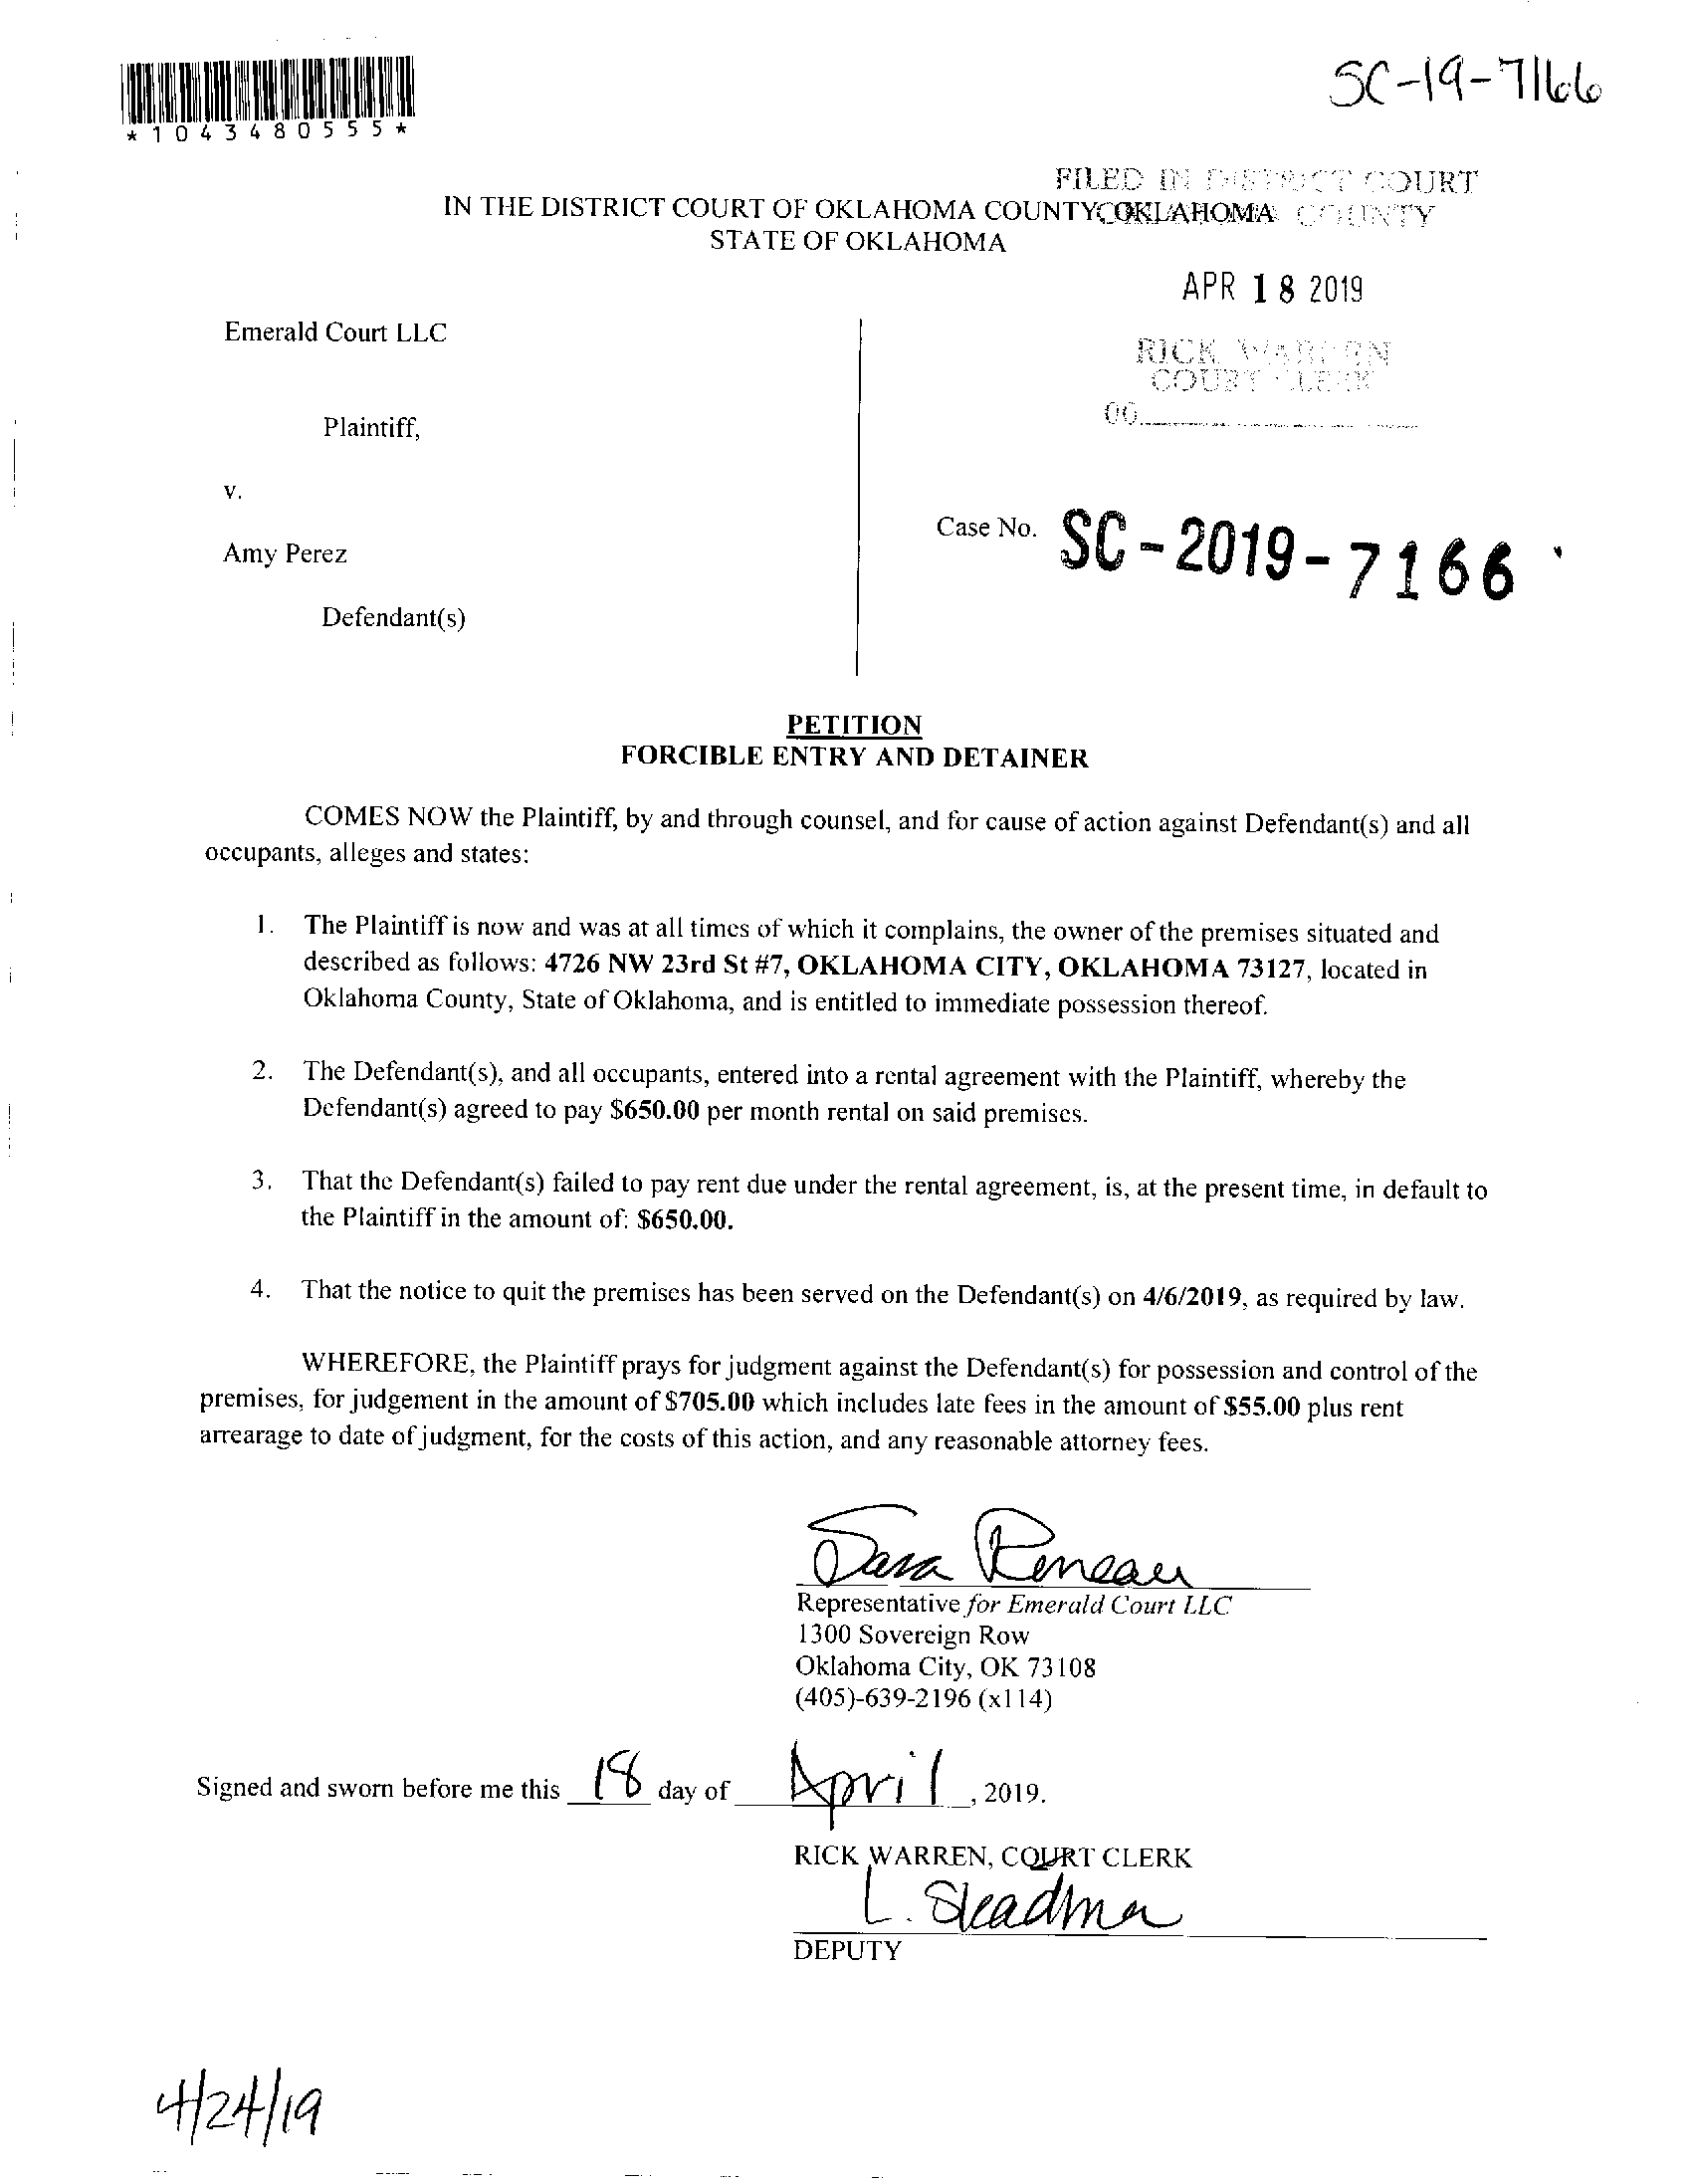 SC-19-7166
*1043480555*
FILED IN DISTRICT COURT
OKLAHOMA COUNTY
IN THE DISTRICT COURT OF OKLAHOMA COUNTY
STATE OF OKLAHOMA
APR 18 2019
RICK WARREN
COURT CLERK
Emerald Court LLC
Plaintiff,
v.
Case No. SC-2019-7166
Amy Perez
Defendant(s)
PETITION
FORCIBLE ENTRY AND DETAINER
COMES NOW the Plaintiff, by and through counsel, and for cause of action against Defendant(s) and all
occupants, alleges and states:
1. The Plaintiff is now and was at all times of which it complains, the owner of the premises situated and
described as follows: 4726 NW 23rd St #7, OKLAHOMA CITY, OKLAHOMA 73127, located in
Oklahoma County, State of Oklahoma, and is entitled to immediate possession thereof.
2. The Defendant(s), and all occupants, entered into a rental agreement with the Plaintiff, whereby the
Defendant(s) agreed to pay $650.00 per month rental on said premises.
3. That the Defendant(s) failed to pay rent due under the rental agreement, is, at the present time, in default to
the Plaintiff in the amount of: $650.00.
4. That the notice to quit the premises has been served on the Defendant(s) on 4/6/2019, as required by law.
WHEREFORE, the Plaintiff prays for judgment against the Defendant(s) for possession and control of the
premises, for judgement in the amount of $705.00 which includes late fees in the amount of $55.00 plus rent
arrearage to date of judgment, for the costs of this action, and any reasonable attorney fees.
Sara Reneau
Representative for Emerald Court LLC
1300 Sovereign Row
Oklahoma City, OK 73108
(405)-639-2196 (x114)
Signed and sworn before me this 18 day of April, 2019.
RICK WARREN, COURT CLERK
L.
DEPUTY
4/24/19